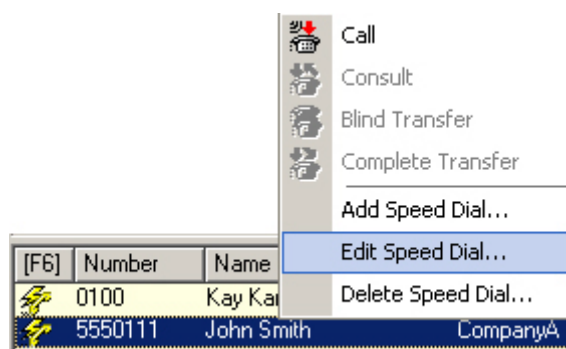 Call
Consult
Blind Transfer
Complete Transfer
Add Speed Dial...
Edit Speed Dial...
Delete Speed Dial...
[F6] Number Name
0100 Kay
5550111 John Smith CompanyA